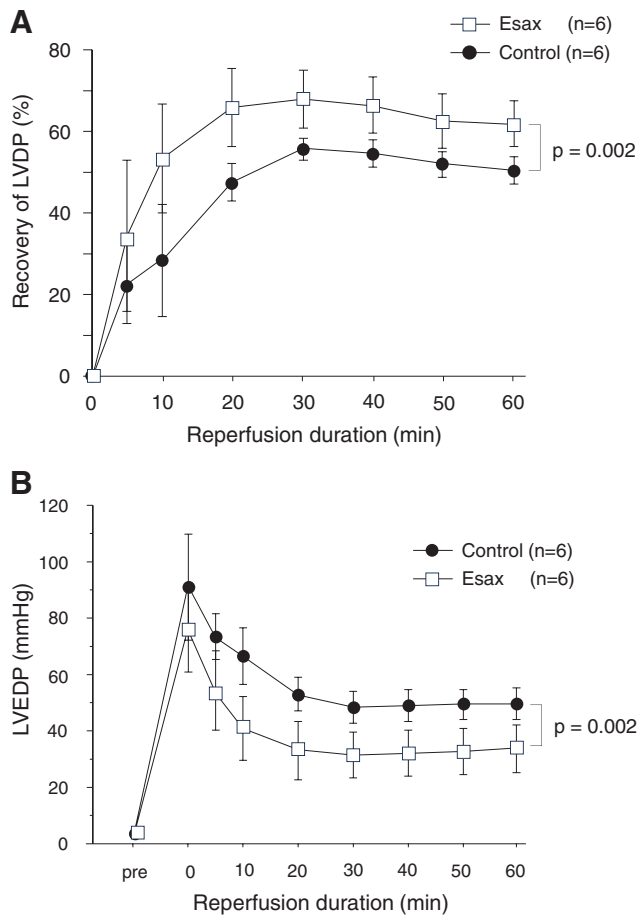 A
Esax (n=6)
Control (n=6)
80
60
40
20
0
Recovery of LVDP (%)
p = 0.002
0 10 20 30 40 50 60
Reperfusion duration (min)
B
120
100
80
60
40
20
0
LVEDP (mmHg)
Control (n=6)
Esax (n=6)
p = 0.002
pre 0 10 20 30 40 50 60
Reperfusion duration (min)